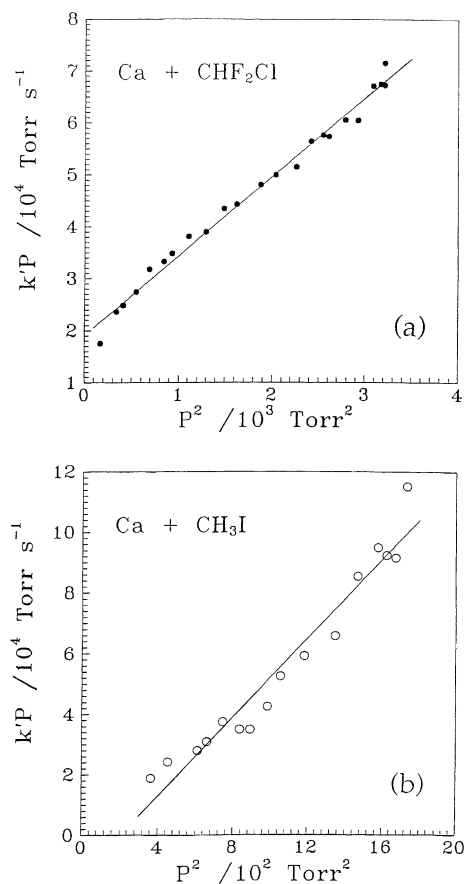 8
7
6
5
4
3
2
1
k'P /10⁴ Torr s⁻¹
Ca + CHF₂Cl
(a)
0 1 2 3 4
P² /10³ Torr²
12
10
8
6
4
2
0
k'P /10⁴ Torr s⁻¹
Ca + CH₃I
(b)
0 4 8 12 16 20
P² /10² Torr²